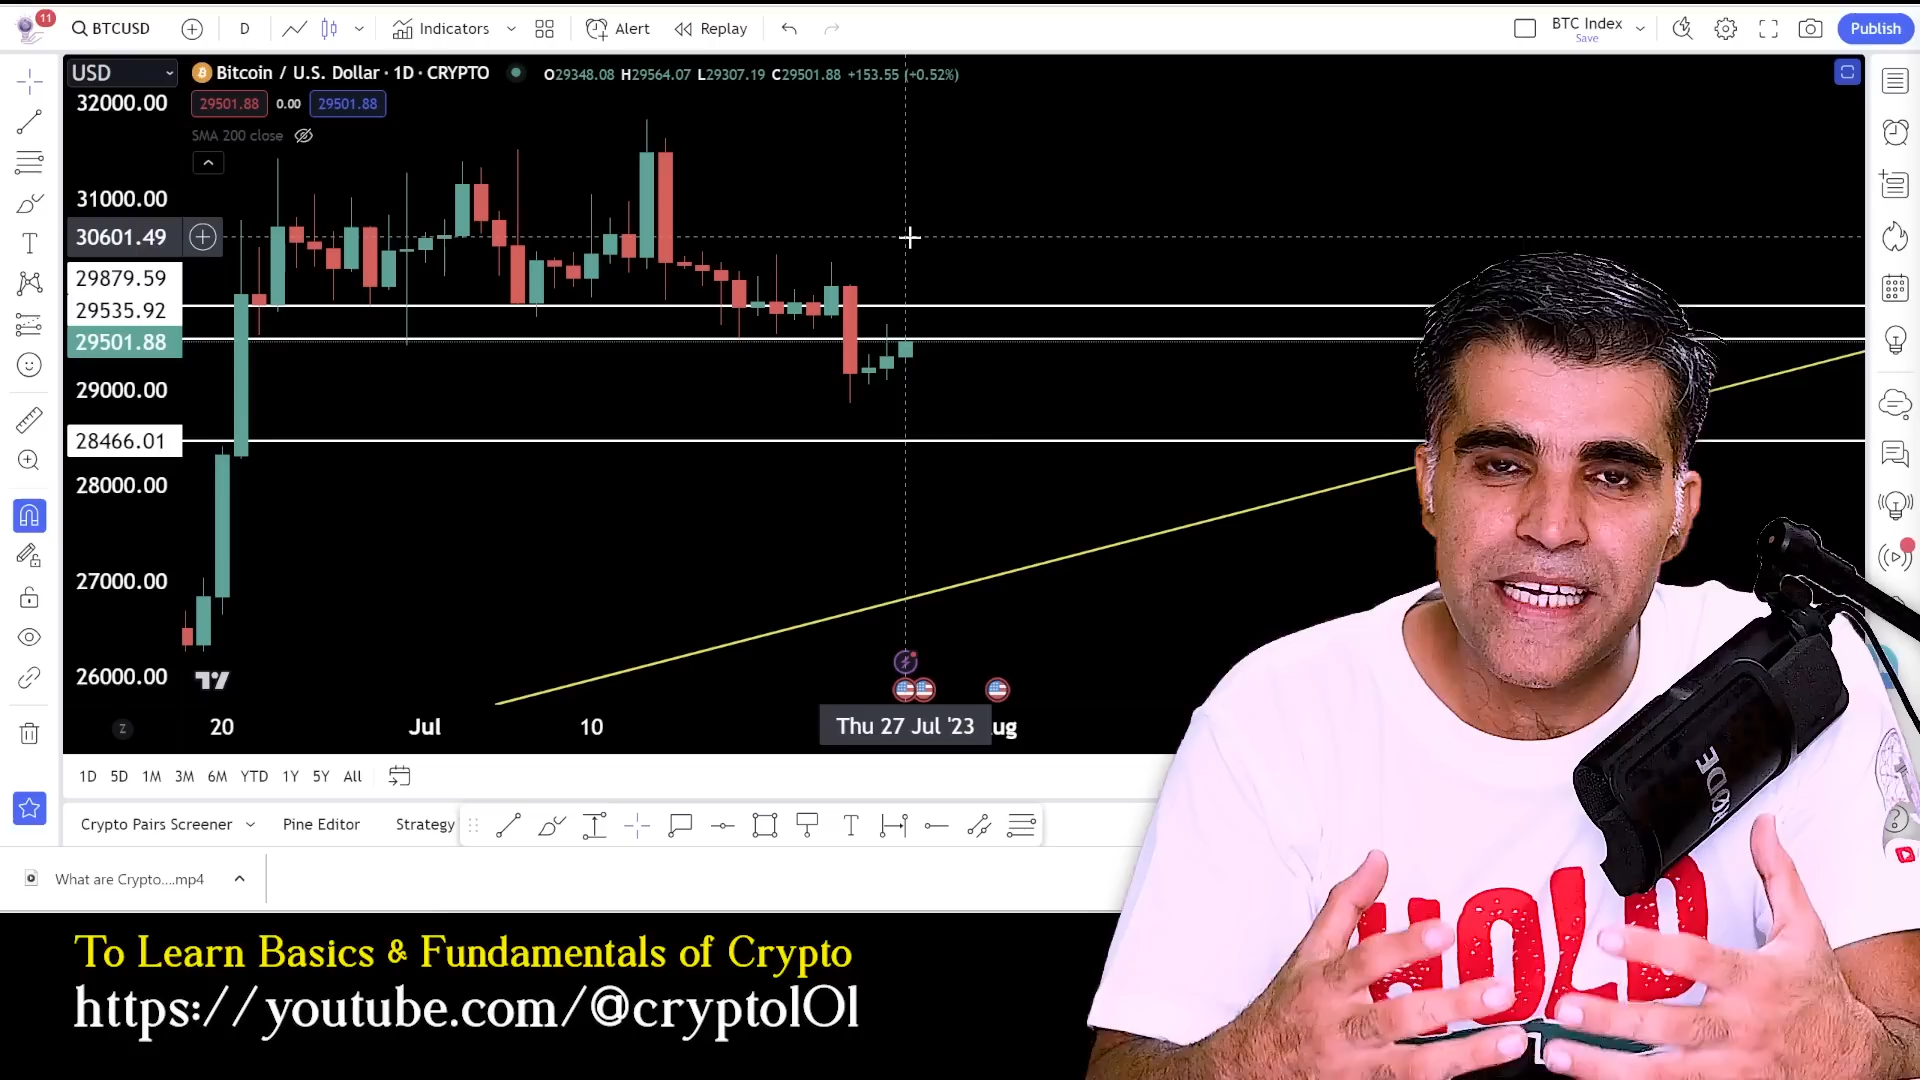 11
BTCUSD
D
Indicators
Alert
Replay
BTC Index
Save
Publish
USD
Bitcoin / U.S. Dollar · 1D · CRYPTO
O29348.08 H29564.07 L29307.19 C29501.88 +153.55 (+0.52%)
29501.88 0.00 29501.88
SMA 200 close
32000.00
31000.00
30601.49
29879.59
29535.92
29501.88
29000.00
28466.01
28000.00
27000.00
26000.00
Z
20
Jul
10
Thu 27 Jul '23
ug
1D 5D 1M 3M 6M YTD 1Y 5Y All
Crypto Pairs Screener
Pine Editor
Strategy
What are Crypto....mp4
RØDE
HOLD
To Learn Basics & Fundamentals of Crypto
https://youtube.com/@crypto1O1